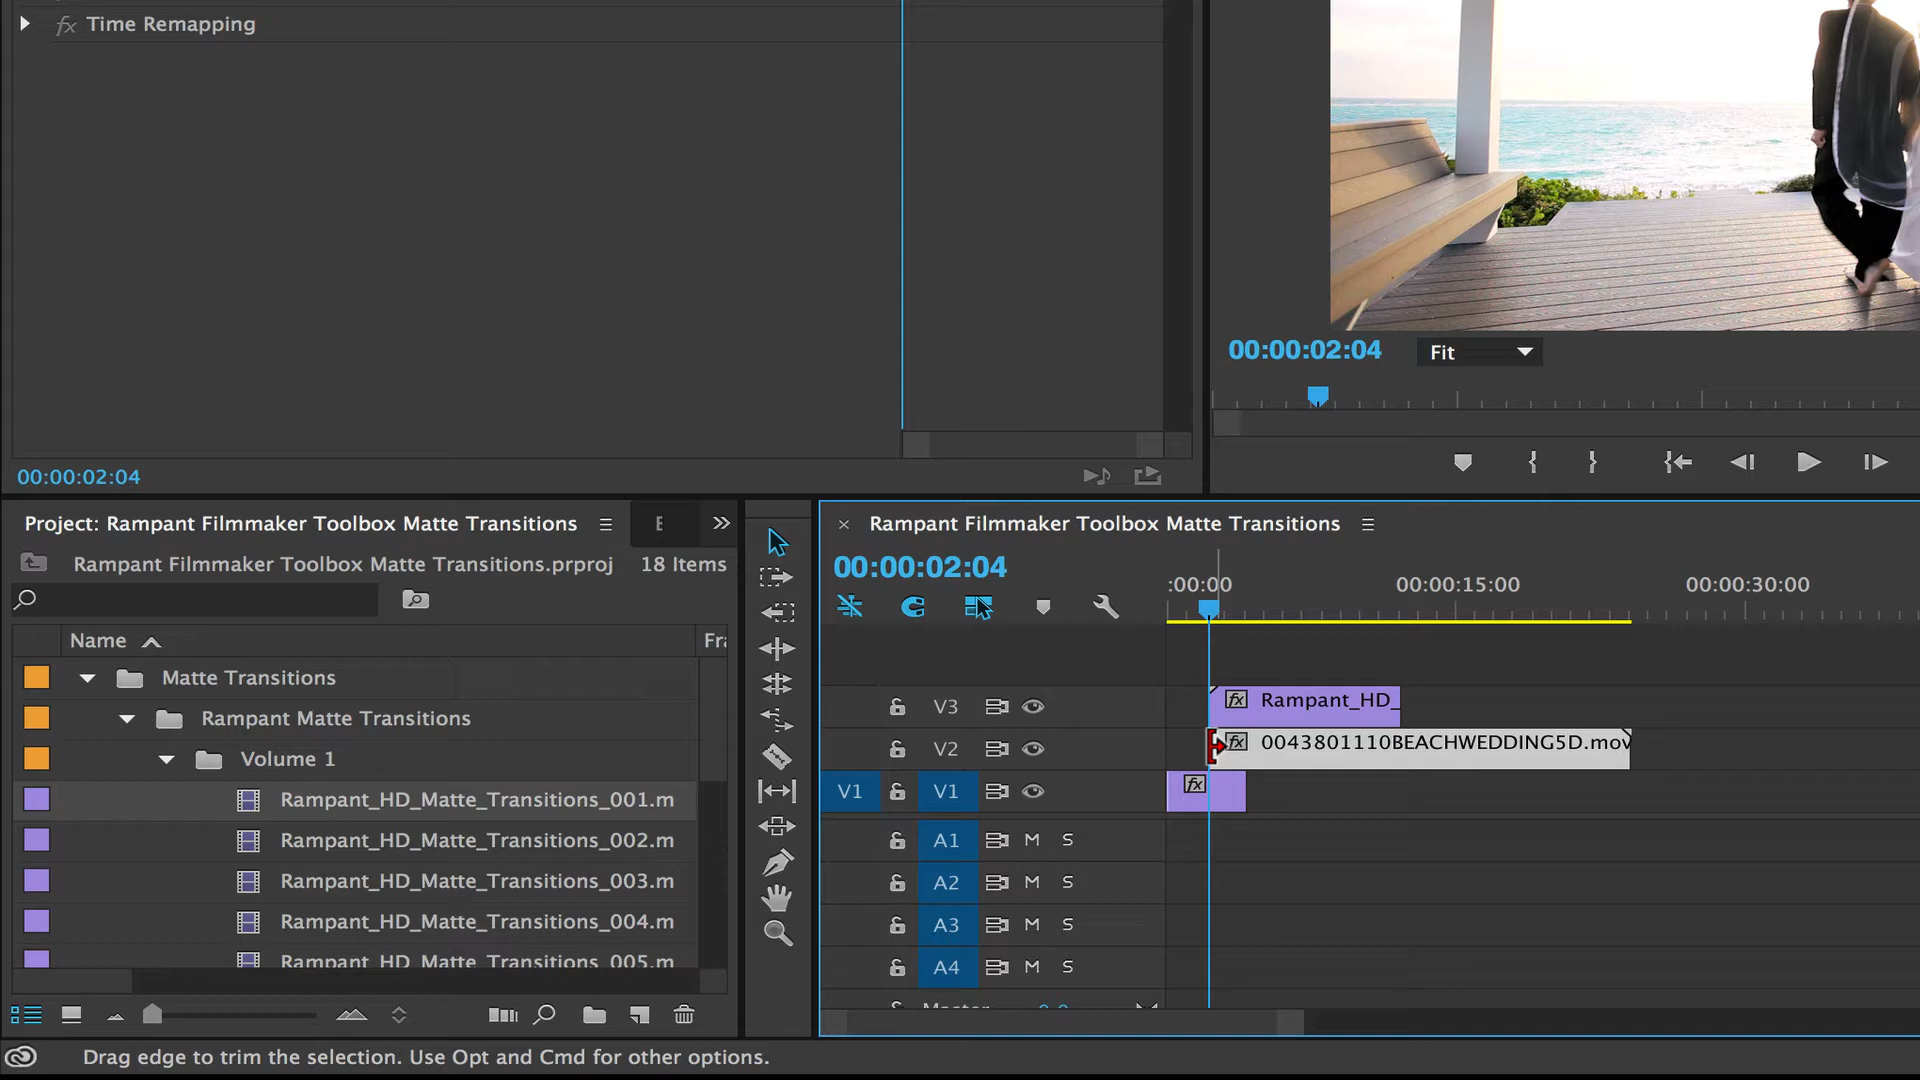 fx Time Remapping
00:00:02:04
00:00:02:04 Fit
Project: Rampant Filmmaker Toolbox Matte Transitions
Rampant Filmmaker Toolbox Matte Transitions.prproj 18 Items
Name Fra
Matte Transitions
Rampant Matte Transitions
Volume 1
Rampant_HD_Matte_Transitions_001.m
Rampant_HD_Matte_Transitions_002.m
Rampant_HD_Matte_Transitions_003.m
Rampant_HD_Matte_Transitions_004.m
Rampant_HD_Matte_Transitions_005.m
× Rampant Filmmaker Toolbox Matte Transitions
00:00:02:04
:00:00 00:00:15:00 00:00:30:00
V3 fx Rampant_HD_
V2 fx 0043801110BEACHWEDDING5D.mov
V1 V1 fx
A1 M S
A2 M S
A3 M S
A4 M S
Drag edge to trim the selection. Use Opt and Cmd for other options.